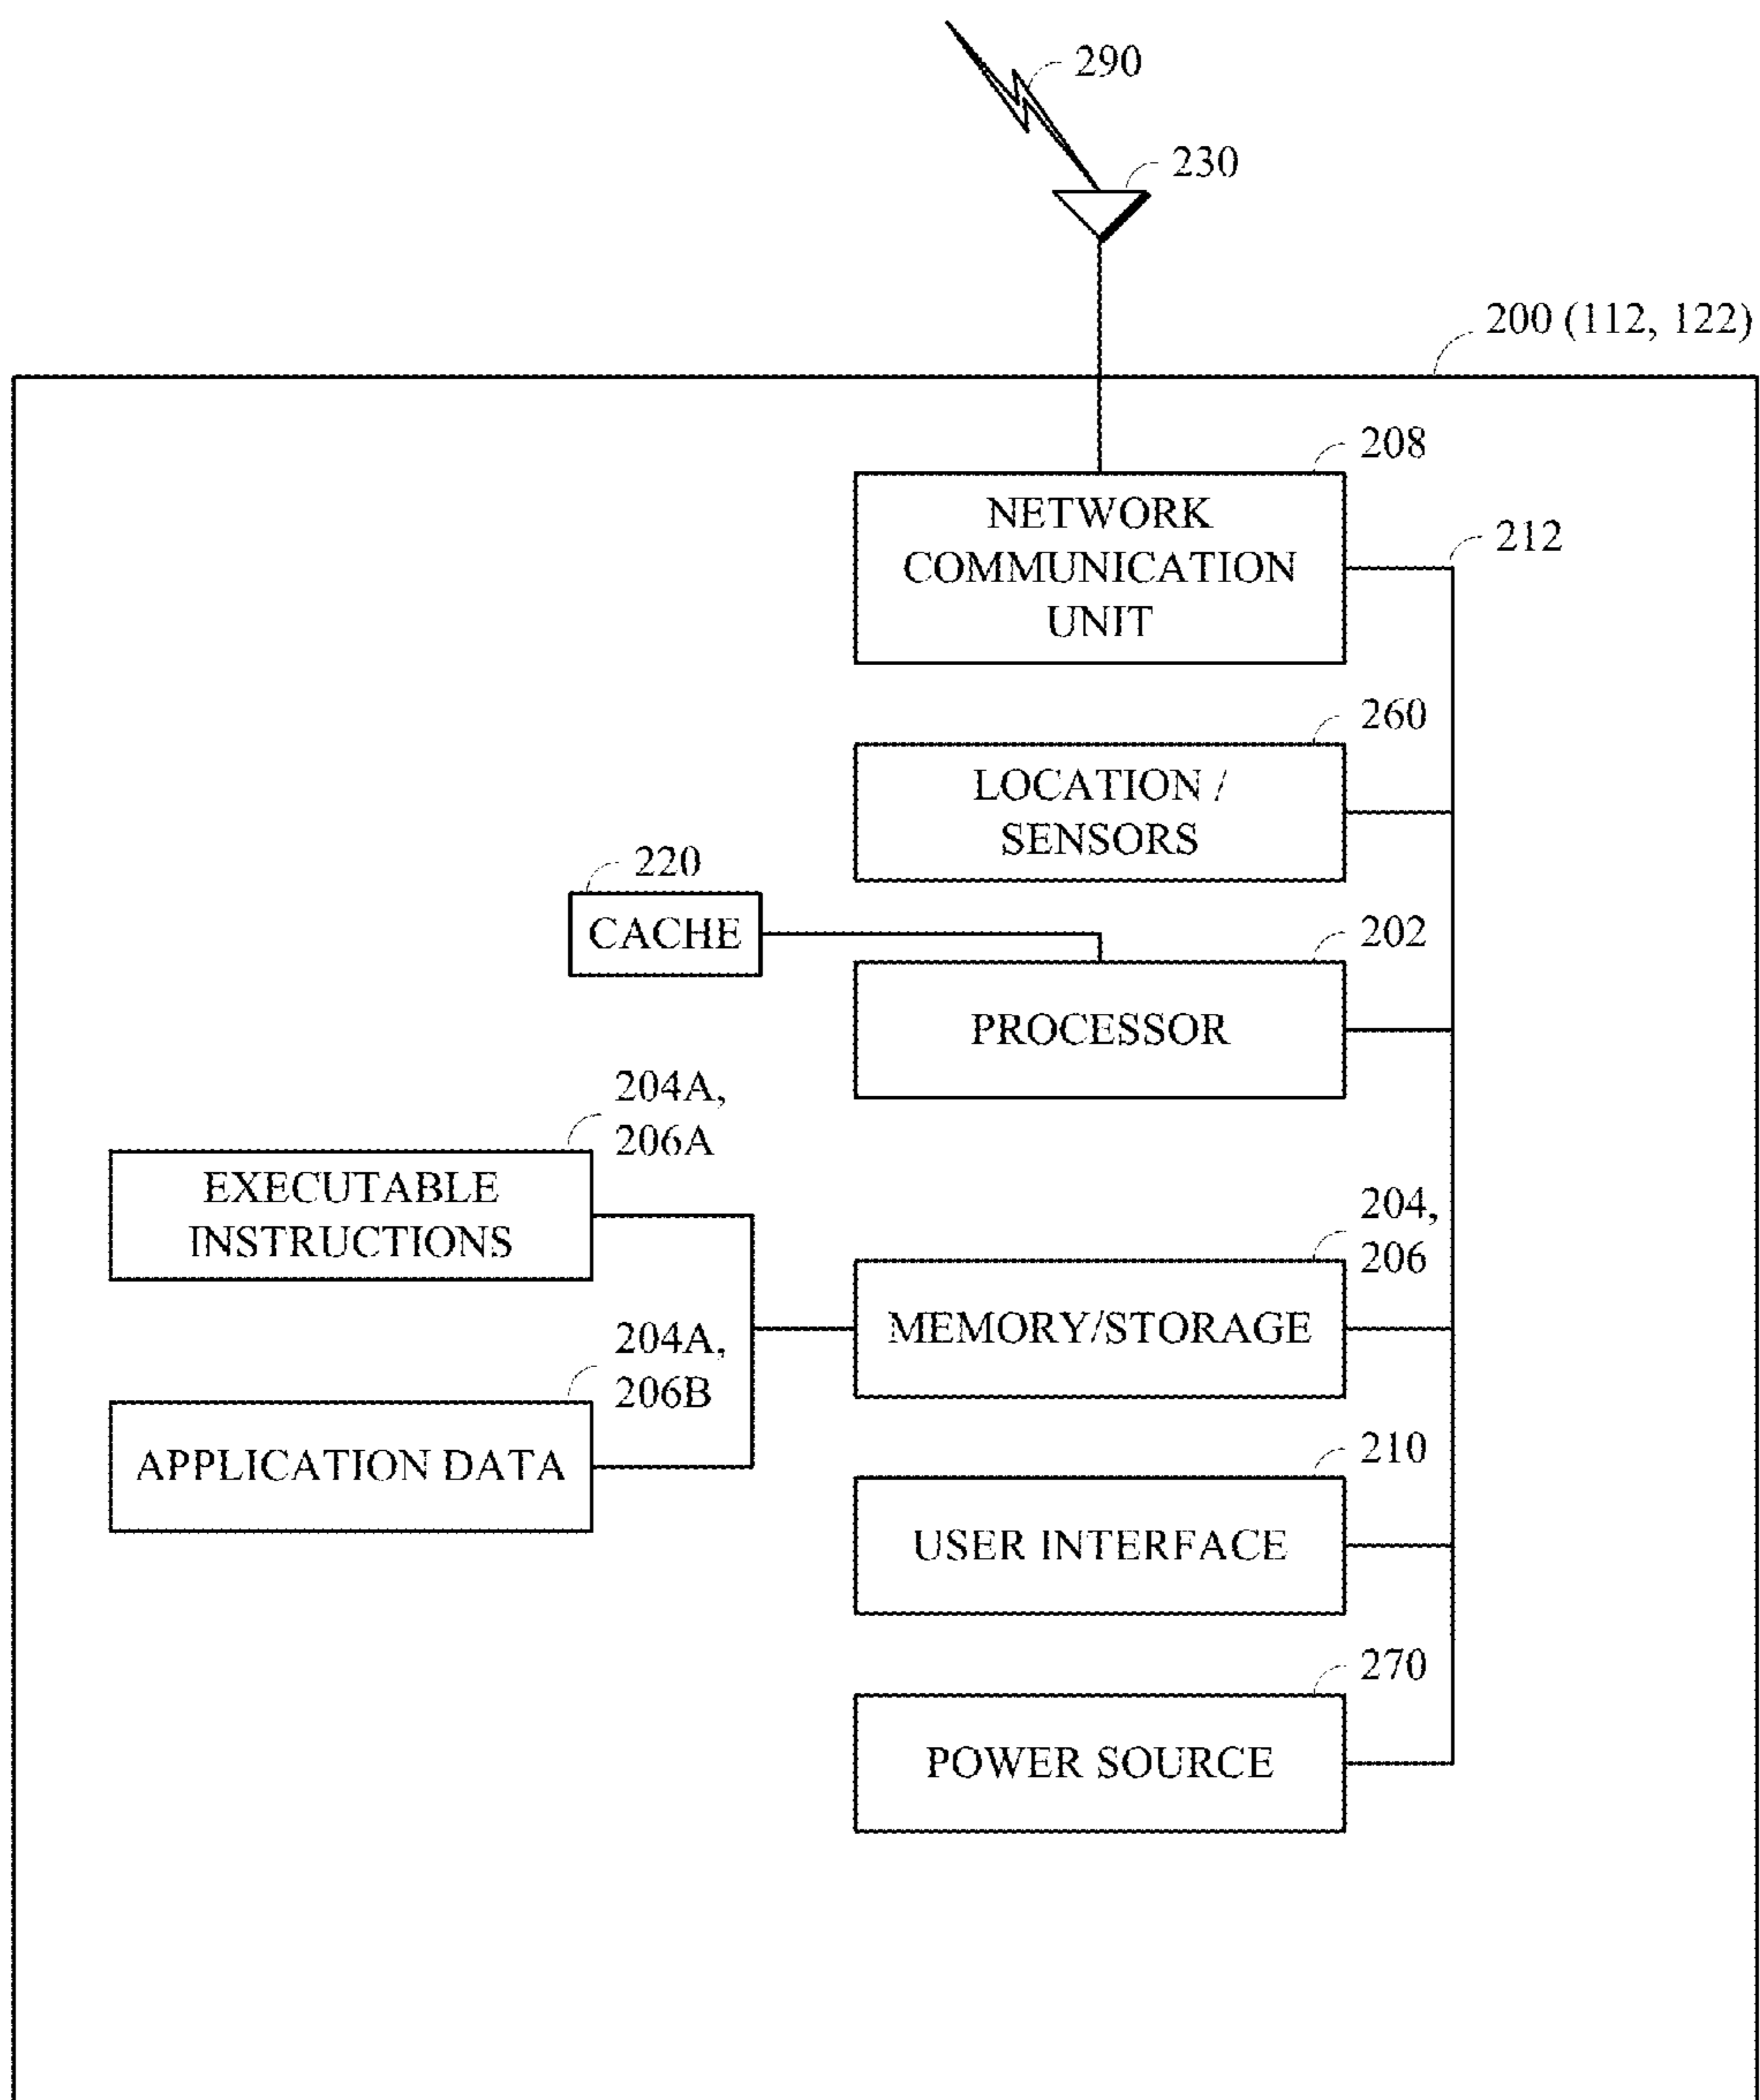 290
230
200 (112, 122)
208
NETWORK
COMMUNICATION
UNIT
212
260
LOCATION /
SENSORS
220
CACHE
202
PROCESSOR
204A,
206A
EXECUTABLE
INSTRUCTIONS
204,
206
MEMORY/STORAGE
204A,
206B
APPLICATION DATA
210
USER INTERFACE
270
POWER SOURCE